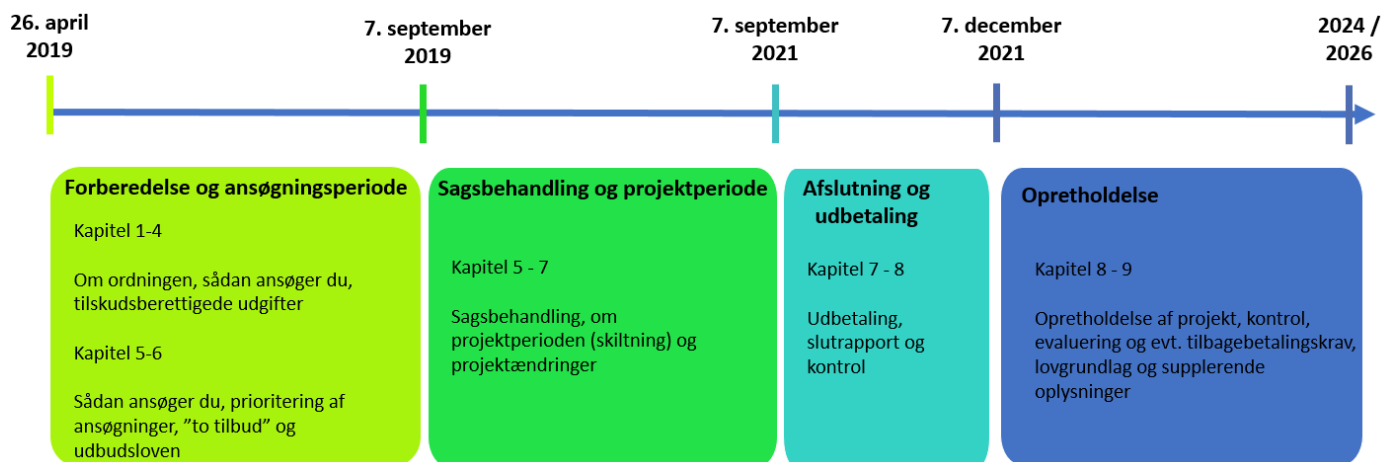 26. april
2019
7. september
2019
7. september
2021
7. december
2021
2024 /
2026
Forberedelse og ansøgningsperiode
Kapitel 1-4
Om ordningen, sådan ansøger du,
tilskudsberettigede udgifter
Kapitel 5-6
Sådan ansøger du, prioritering af
ansøgninger, ”to tilbud” og
udbudsloven
Sagsbehandling og projektperiode
Kapitel 5 - 7
Sagsbehandling, om
projektperioden (skiltning) og
projektændringer
Afslutning og
udbetaling
Kapitel 7 - 8
Udbetaling,
slutrapport og
kontrol
Opretholdelse
Kapitel 8 - 9
Opretholdelse af projekt, kontrol,
evaluering og evt. tilbagebetalingskrav,
lovgrundlag og supplerende
oplysninger